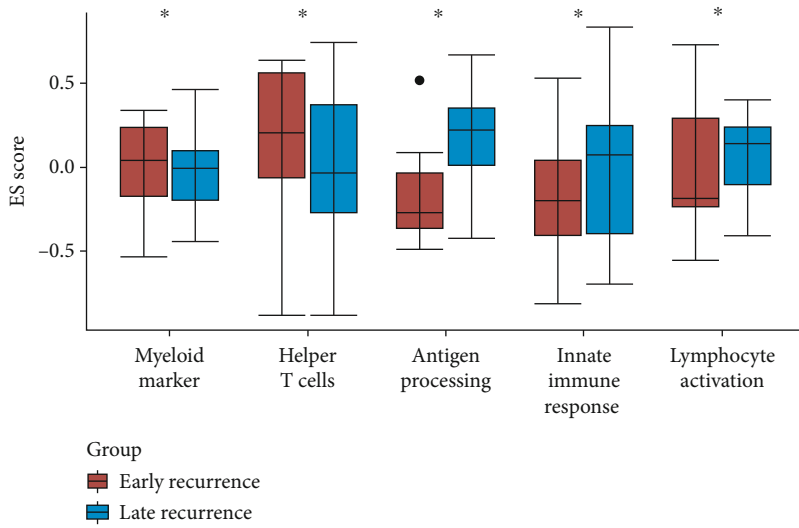 * * * * *
ES score
0.5
0.0
−0.5
Myeloid
marker
Helper
T cells
Antigen
processing
Innate
immune
response
Lymphocyte
activation
Group
Early recurrence
Late recurrence